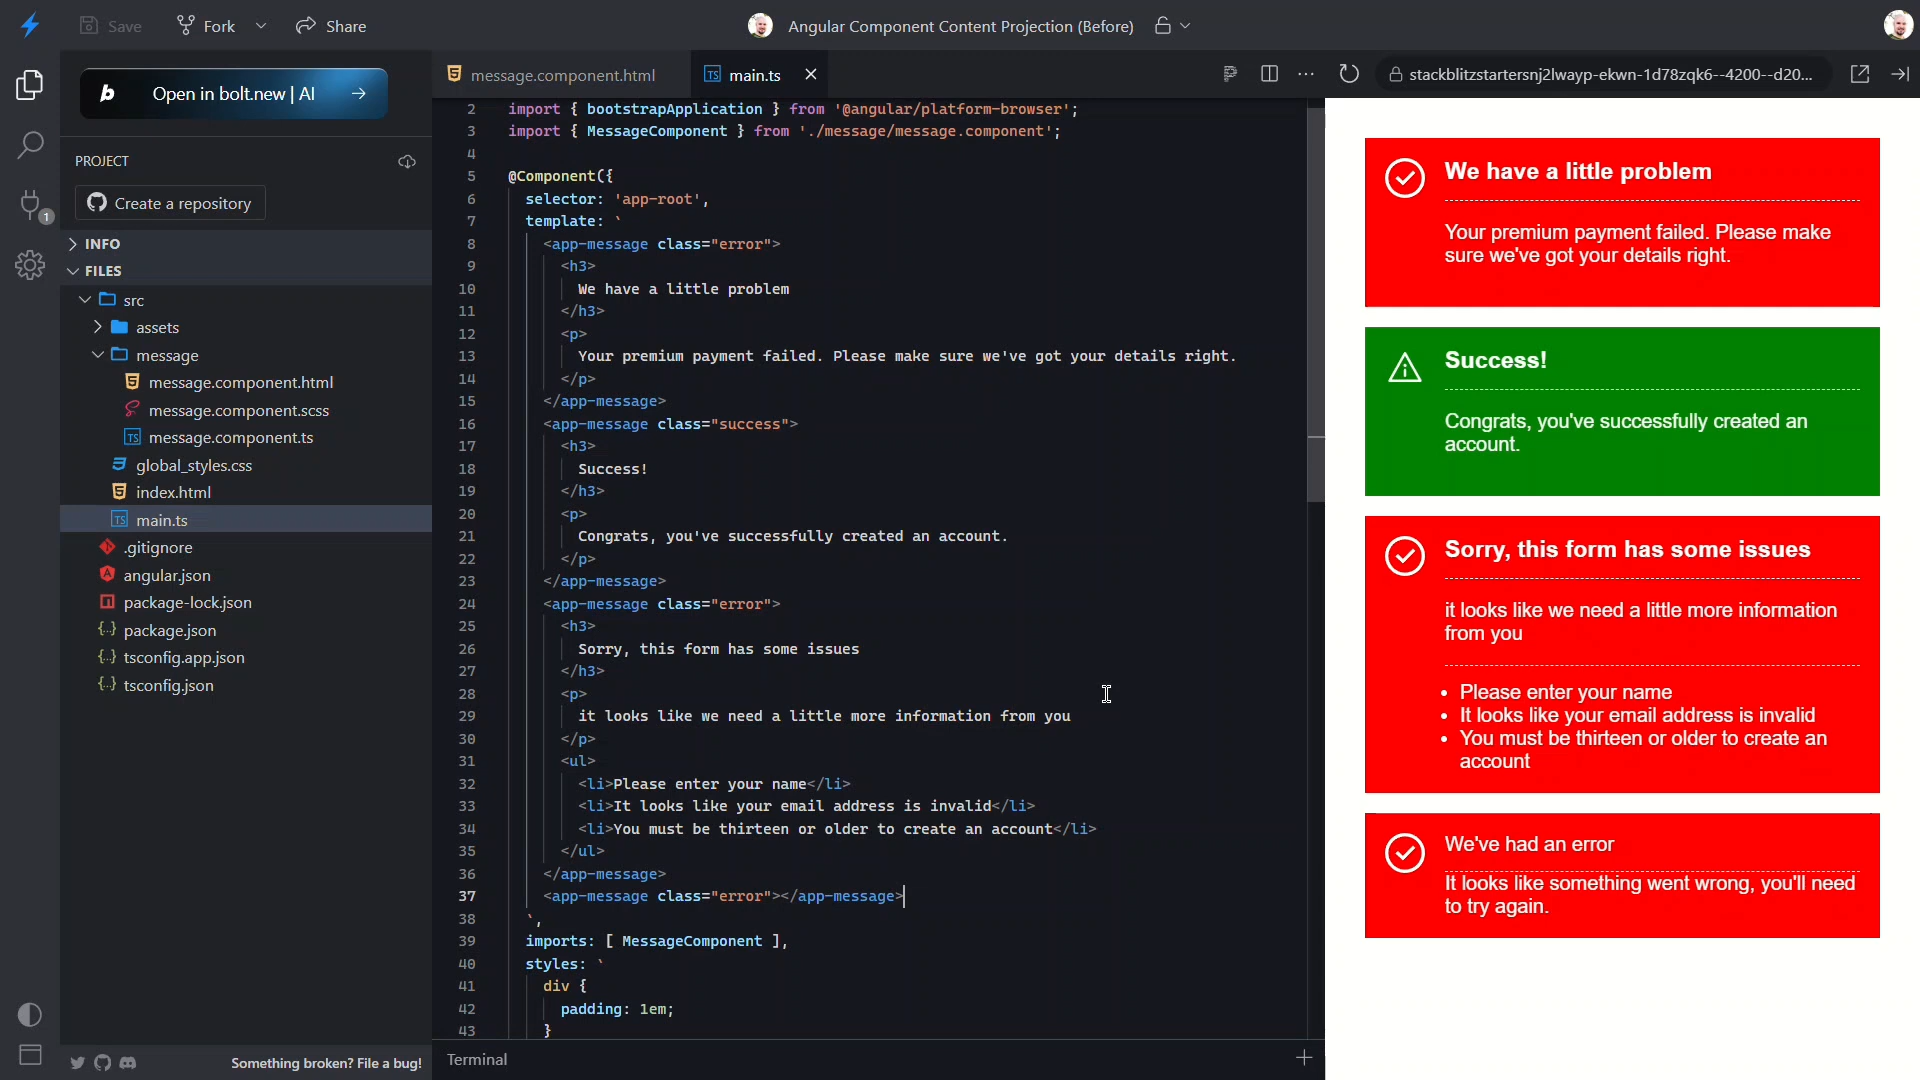 Save
Fork
Share
Angular Component Content Projection (Before)
b Open in bolt.new | AI
PROJECT
Create a repository
1
INFO
FILES
src
assets
message
message.component.html
message.component.scss
TS message.component.ts
global_styles.css
index.html
TS main.ts
.gitignore
angular.json
package-lock.json
{..} package.json
{..} tsconfig.app.json
{..} tsconfig.json
Something broken? File a bug!
message.component.html
TS main.ts
2 import { bootstrapApplication } from '@angular/platform-browser';
3 import { MessageComponent } from './message/message.component';
4
5 @Component({
6 selector: 'app-root',
7 template: `
8 <app-message class="error">
9 <h3>
10 We have a little problem
11 </h3>
12 <p>
13 Your premium payment failed. Please make sure we've got your details right.
14 </p>
15 </app-message>
16 <app-message class="success">
17 <h3>
18 Success!
19 </h3>
20 <p>
21 Congrats, you've successfully created an account.
22 </p>
23 </app-message>
24 <app-message class="error">
25 <h3>
26 Sorry, this form has some issues
27 </h3>
28 <p>
29 it looks like we need a little more information from you
30 </p>
31 <ul>
32 <li>Please enter your name</li>
33 <li>It looks like your email address is invalid</li>
34 <li>You must be thirteen or older to create an account</li>
35 </ul>
36 </app-message>
37 <app-message class="error"></app-message>
38 `,
39 imports: [ MessageComponent ],
40 styles: `
41 div {
42 padding: 1em;
43 }
Terminal
stackblitzstartersnj2lwayp-ekwn-1d78zqk6--4200--d20...
We have a little problem
Your premium payment failed. Please make
sure we've got your details right.
Success!
Congrats, you've successfully created an
account.
Sorry, this form has some issues
it looks like we need a little more information
from you
• Please enter your name
• It looks like your email address is invalid
• You must be thirteen or older to create an
account
We've had an error
It looks like something went wrong, you'll need
to try again.